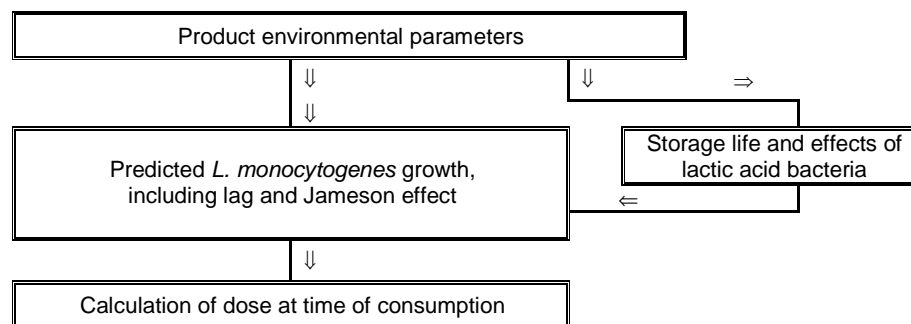 Product environmental parameters
⇓ ⇓ ⇒
⇓
Predicted L. monocytogenes growth,
including lag and Jameson effect
Storage life and effects of
lactic acid bacteria
⇐
⇓
Calculation of dose at time of consumption